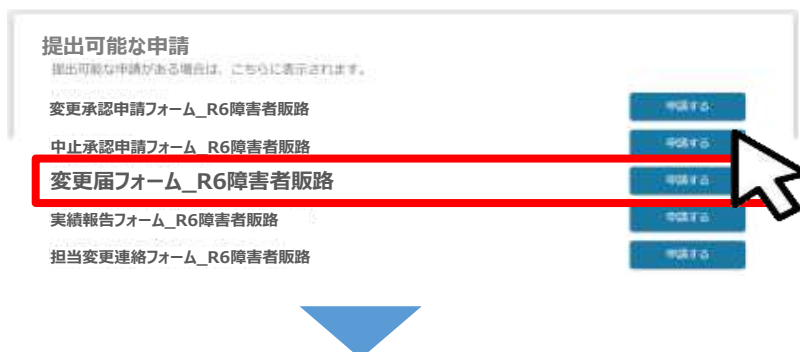 提出可能な申請
提出可能な申請がある場合は、こちらに表示されます。
変更承認申請フォーム_R6障害者販路
申請する
中止承認申請フォーム_R6障害者販路
申請する
変更届フォーム_R6障害者販路
申請する
実績報告フォーム_R6障害者販路
申請する
担当変更連絡フォーム_R6障害者販路
申請する